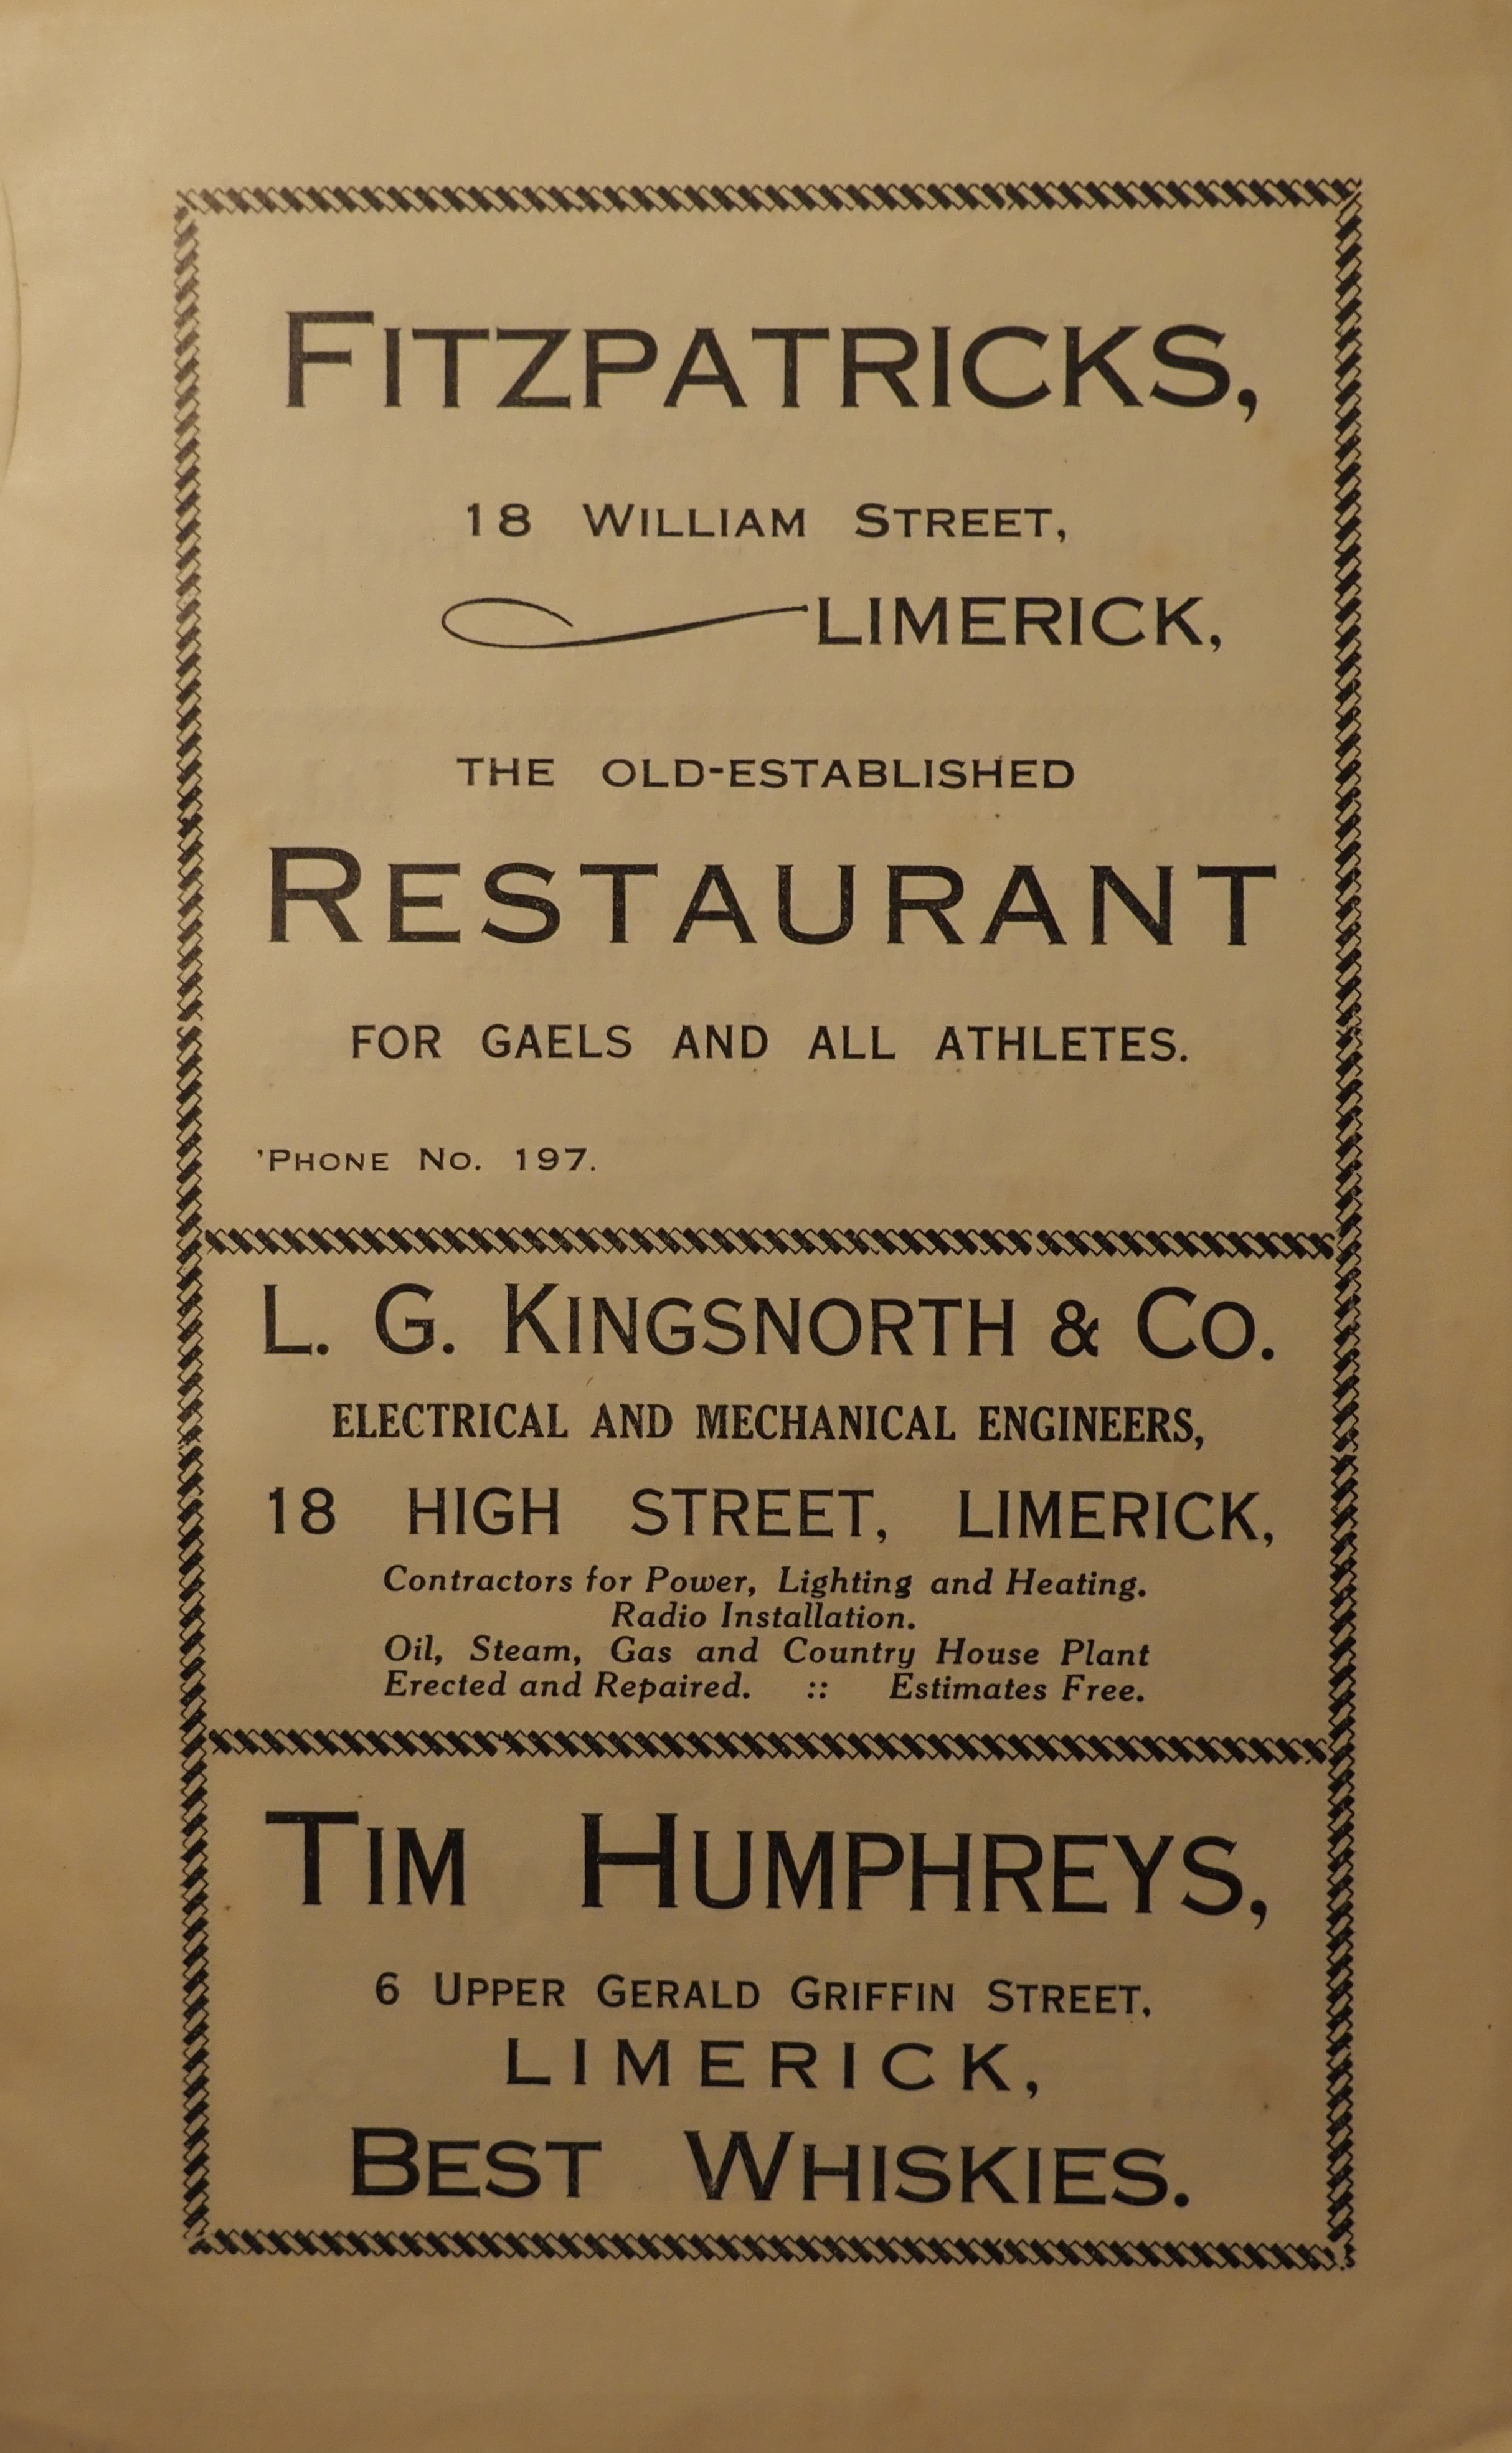 FITZPATRICKS,
18 WILLIAM STREET,
LIMERICK,
THE OLD-ESTABLISHED
RESTAURANT
FOR GAELS AND ALL ATHLETES.
'PHONE No. 197.
L. G. KINGSNORTH & CO.
ELECTRICAL AND MECHANICAL ENGINEERS,
18 HIGH STREET, LIMERICK,
Contractors for Power, Lighting and Heating.
Radio Installation.
Oil, Steam, Gas and Country House Plant
Erected and Repaired. :: Estimates Free.
TIM HUMPHREYS,
6 UPPER GERALD GRIFFIN STREET,
LIMERICK,
BEST WHISKIES.